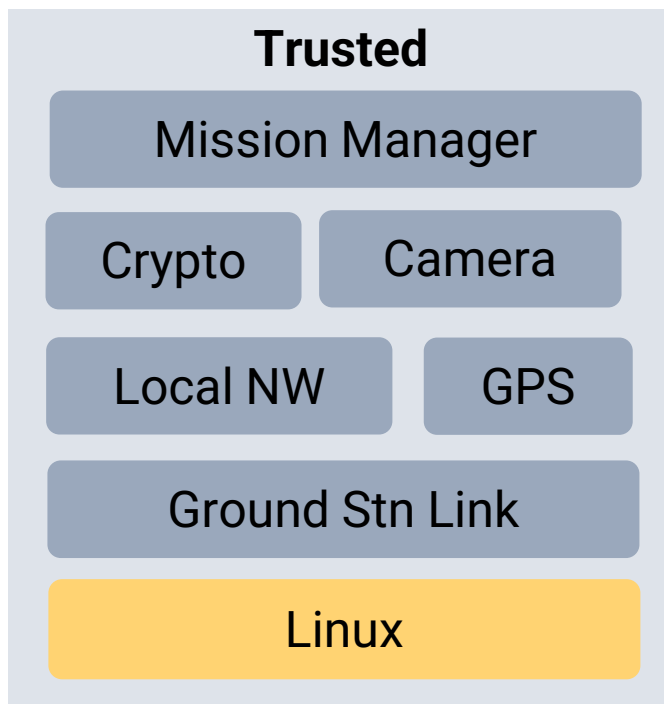 Trusted
Mission Manager
Crypto
Camera
Local NW
GPS
Ground Stn Link
Linux